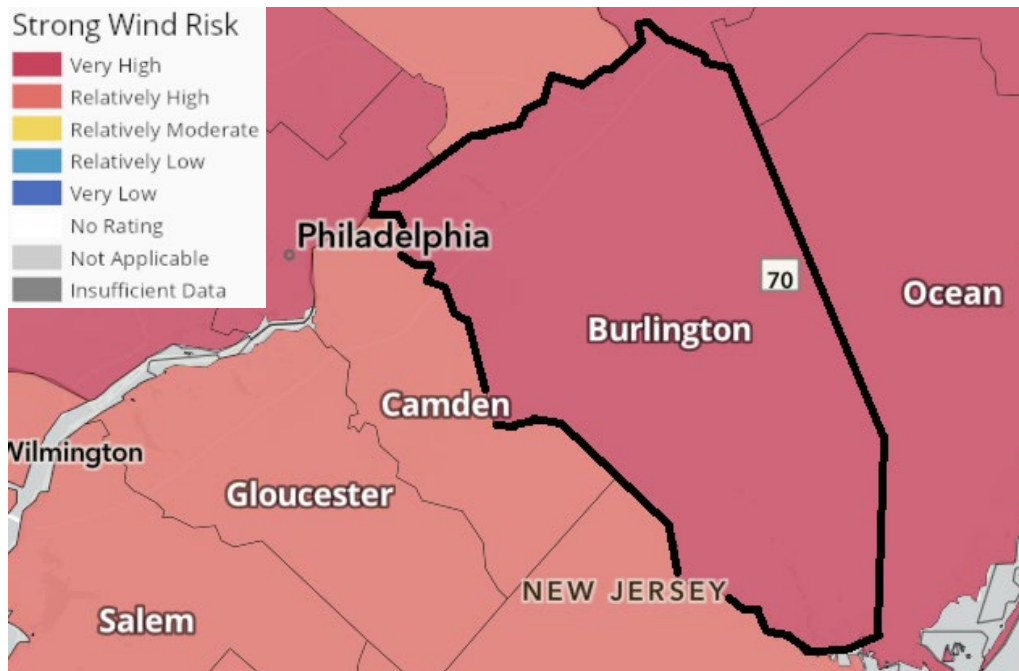 Strong Wind Risk
Very High
Relatively High
Relatively Moderate
Relatively Low
Very Low
No Rating
Not Applicable
Insufficient Data
Philadelphia
70
Ocean
Burlington
Camden
Wilmington
Gloucester
NEW JERSEY
Salem